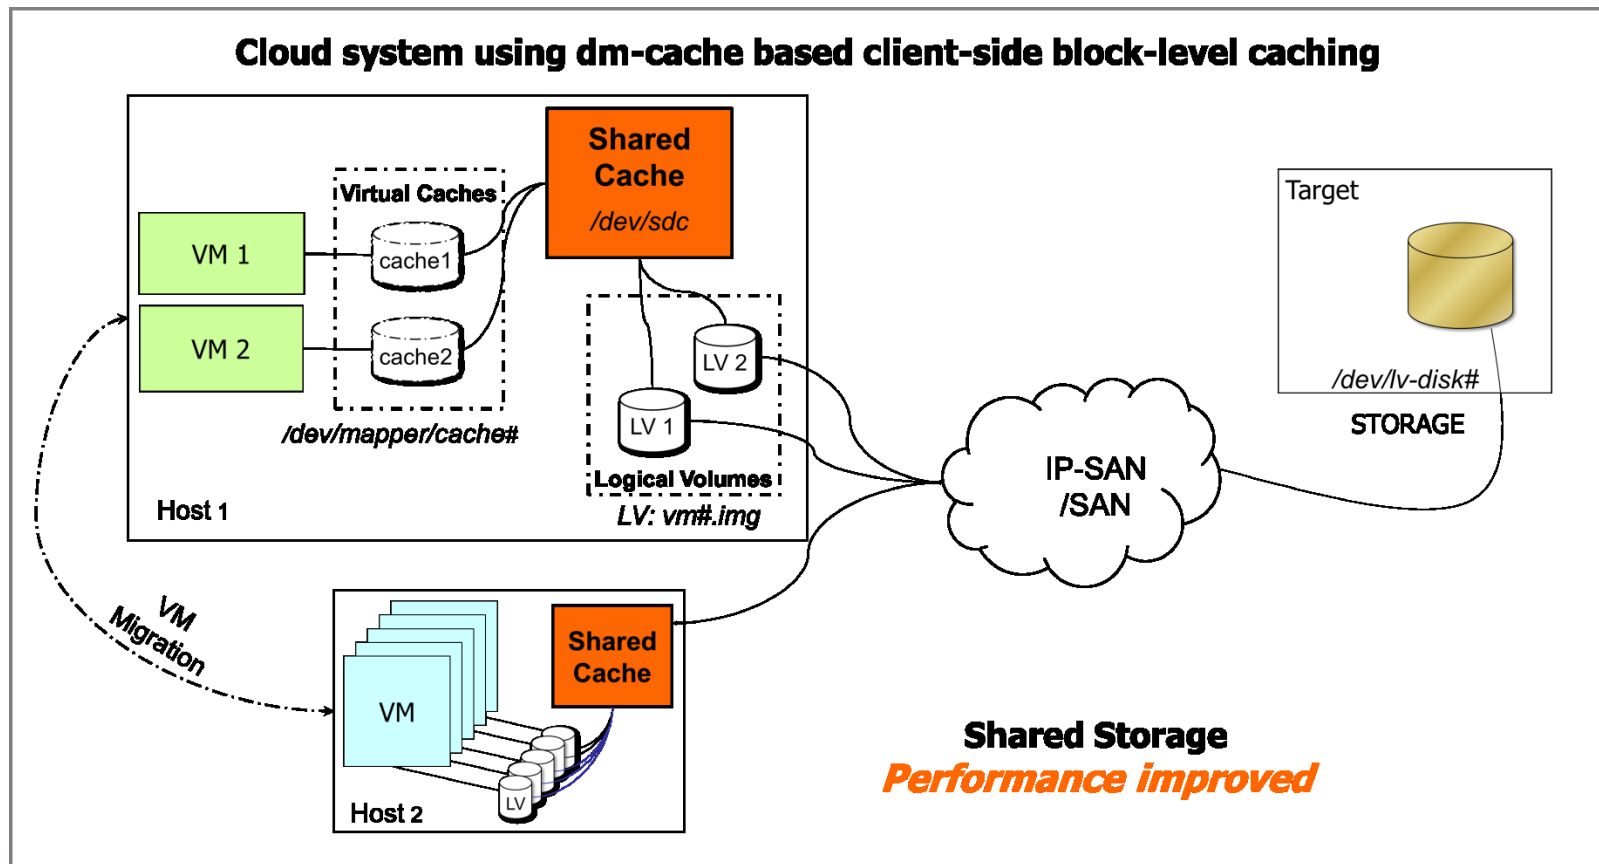 Cloud system using dm-cache based client-side block-level caching
Shared
Cache
/dev/sdc
Virtual Caches
VM 1
cache1
VM 2
cache2
/dev/mapper/cache#
LV 2
LV 1
Logical Volumes
LV: vm#.img
Host 1
Target
/dev/lv-disk#
STORAGE
IP-SAN
/SAN
VM
Migration
Shared
Cache
VM
LV
Host 2
Shared Storage
Performance improved